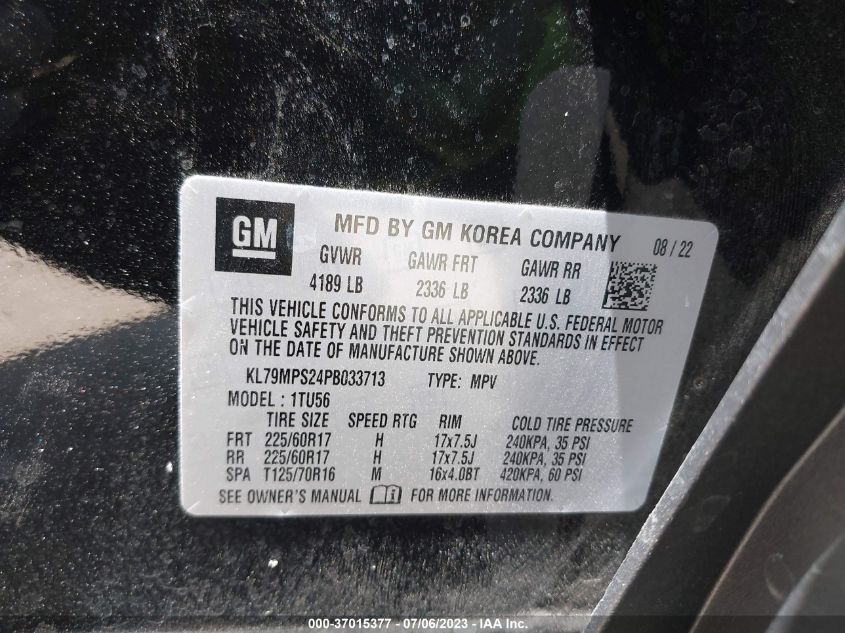 GM
MFD BY GM KOREA COMPANY 08 / 22
GVWR GAWR FRT GAWR RR
4189 LB 2336 LB 2336 LB
THIS VEHICLE CONFORMS TO ALL APPLICABLE U.S. FEDERAL MOTOR
VEHICLE SAFETY AND THEFT PREVENTION STANDARDS IN EFFECT
ON THE DATE OF MANUFACTURE SHOWN ABOVE.
KL79MPS24PB033713 TYPE: MPV
MODEL : 1TU56
TIRE SIZE SPEED RTG RIM COLD TIRE PRESSURE
FRT 225/60R17 H 17x7.5J 240KPA, 35 PSI
RR 225/60R17 H 17x7.5J 240KPA, 35 PSI
SPA T125/70R16 M 16x4.0BT 420KPA, 60 PSI
SEE OWNER'S MANUAL FOR MORE INFORMATION.
000-37015377 - 07/06/2023 - IAA Inc.